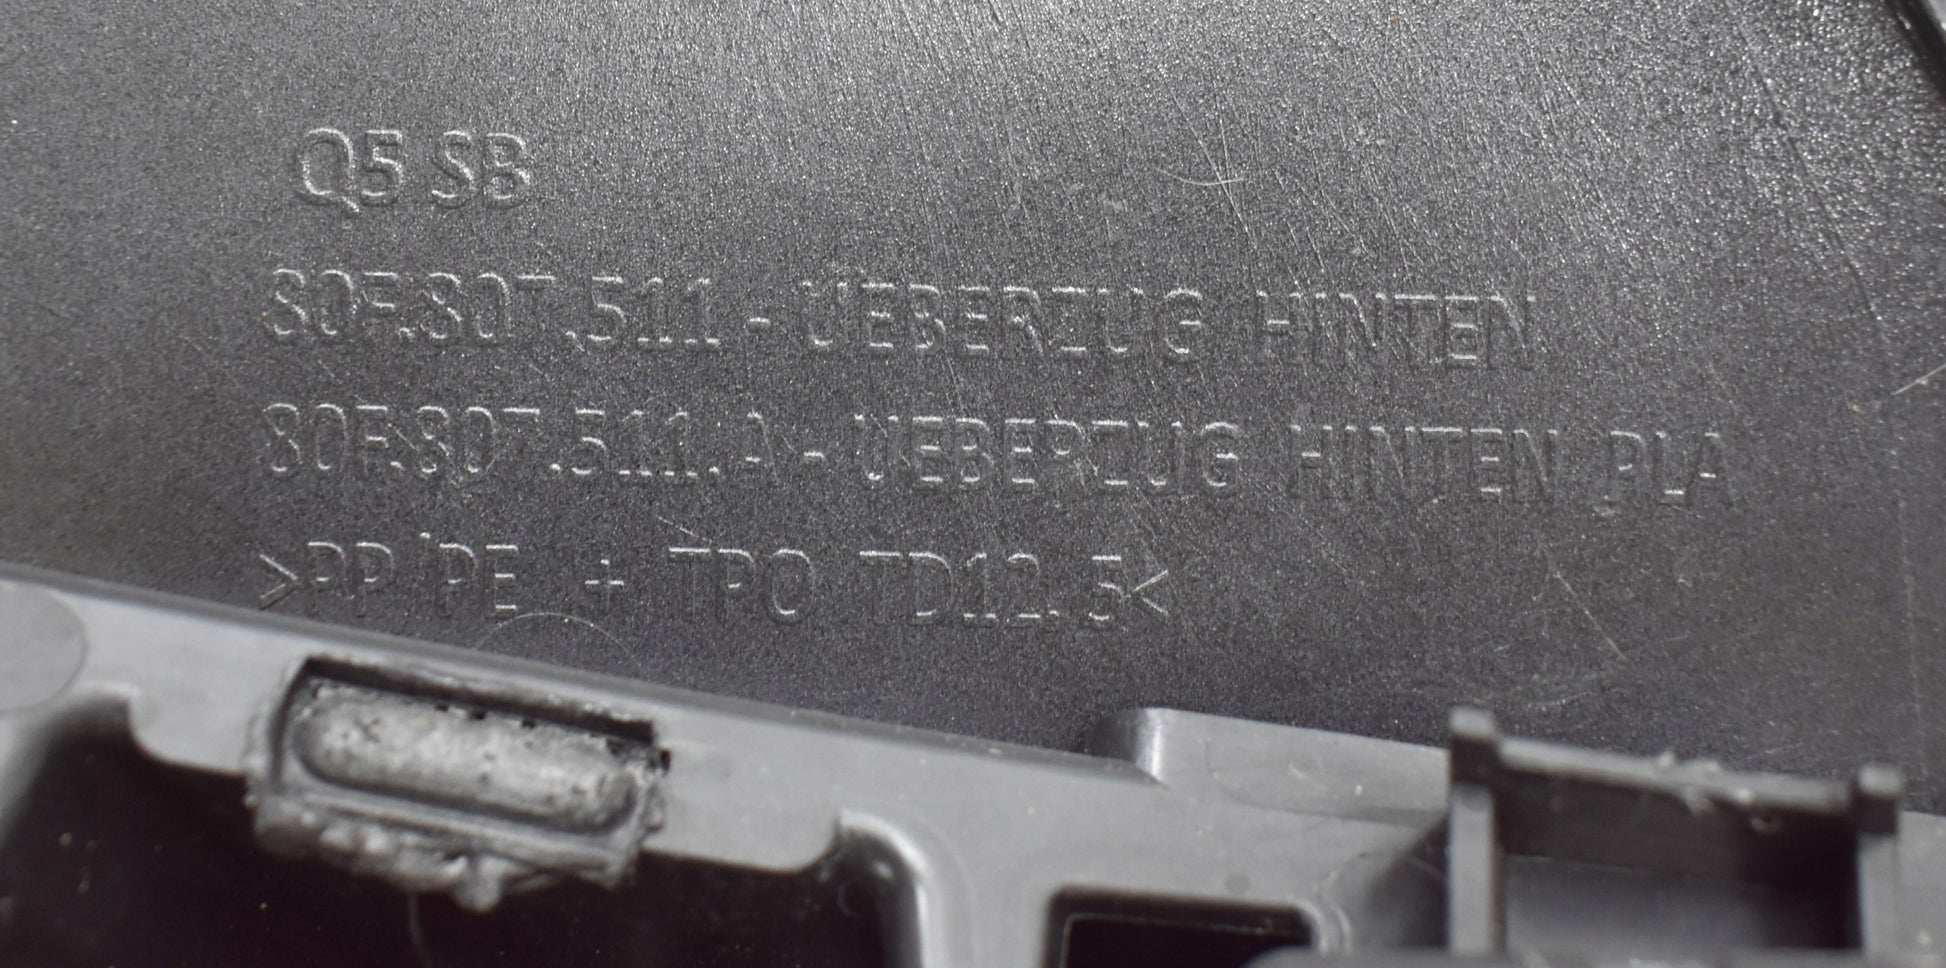 Q5 SB
80F.807.511 - UEBERZUG HINTEN
80F.807.511.A - UEBERZUG HINTEN PLA
>PP/PE + TPO TD12.5<